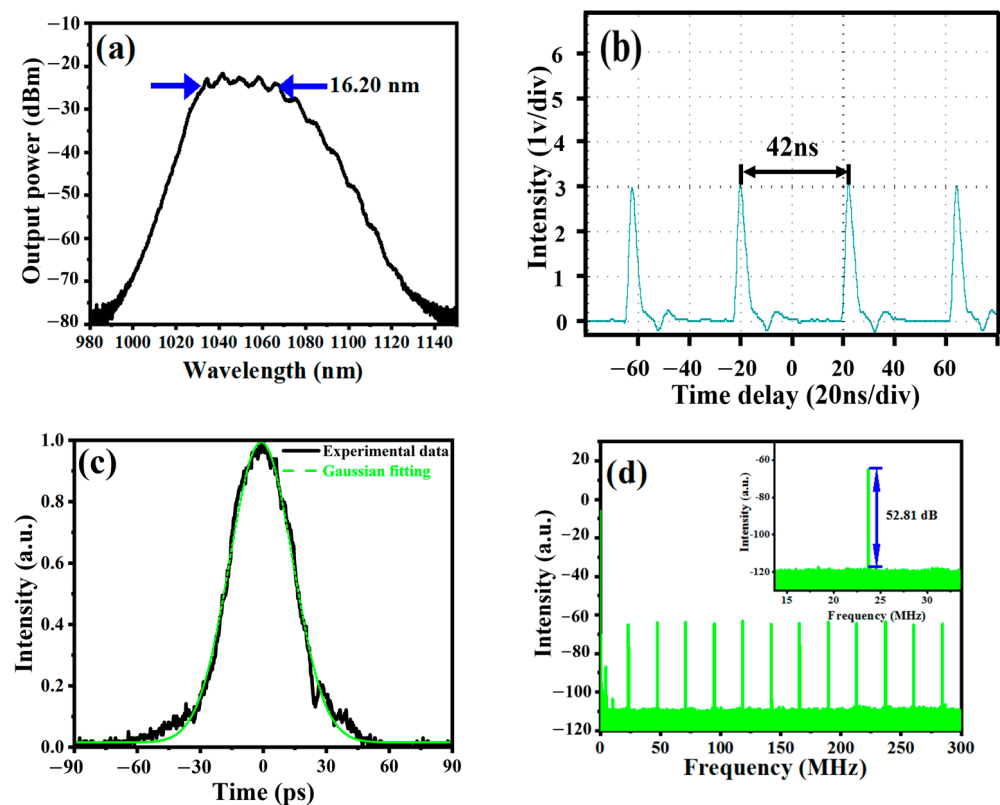 (a)
16.20 nm
Output power (dBm)
−10
−20
−30
−40
−50
−60
−70
−80
980 1000 1020 1040 1060 1080 1100 1120 1140
Wavelength (nm)
(b)
42ns
Intensity (1v/div)
6
5
4
3
2
1
0
−60 −40 −20 0 20 40 60
Time delay (20ns/div)
(c)
Experimental data
Gaussian fitting
Intensity (a.u.)
1.0
0.8
0.6
0.4
0.2
0.0
−90 −60 −30 0 30 60 90
Time (ps)
(d)
Intensity (a.u.)
20
0
−20
−40
−60
−80
−100
−120
0 50 100 150 200 250 300
Frequency (MHz)
Intensity (a.u.)
-60
-80
-100
-120
52.81 dB
15 20 25 30
Frequency (MHz)